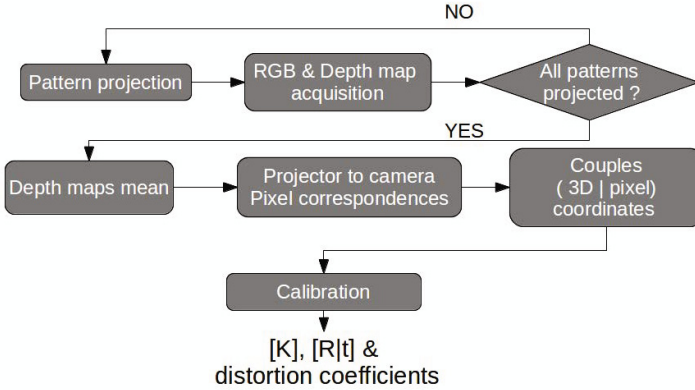 NO
Pattern projection
RGB & Depth map
acquisition
All patterns
projected ?
YES
Depth maps mean
Projector to camera
Pixel correspondences
Couples
( 3D | pixel)
coordinates
Calibration
[K], [R|t] &
distortion coefficients